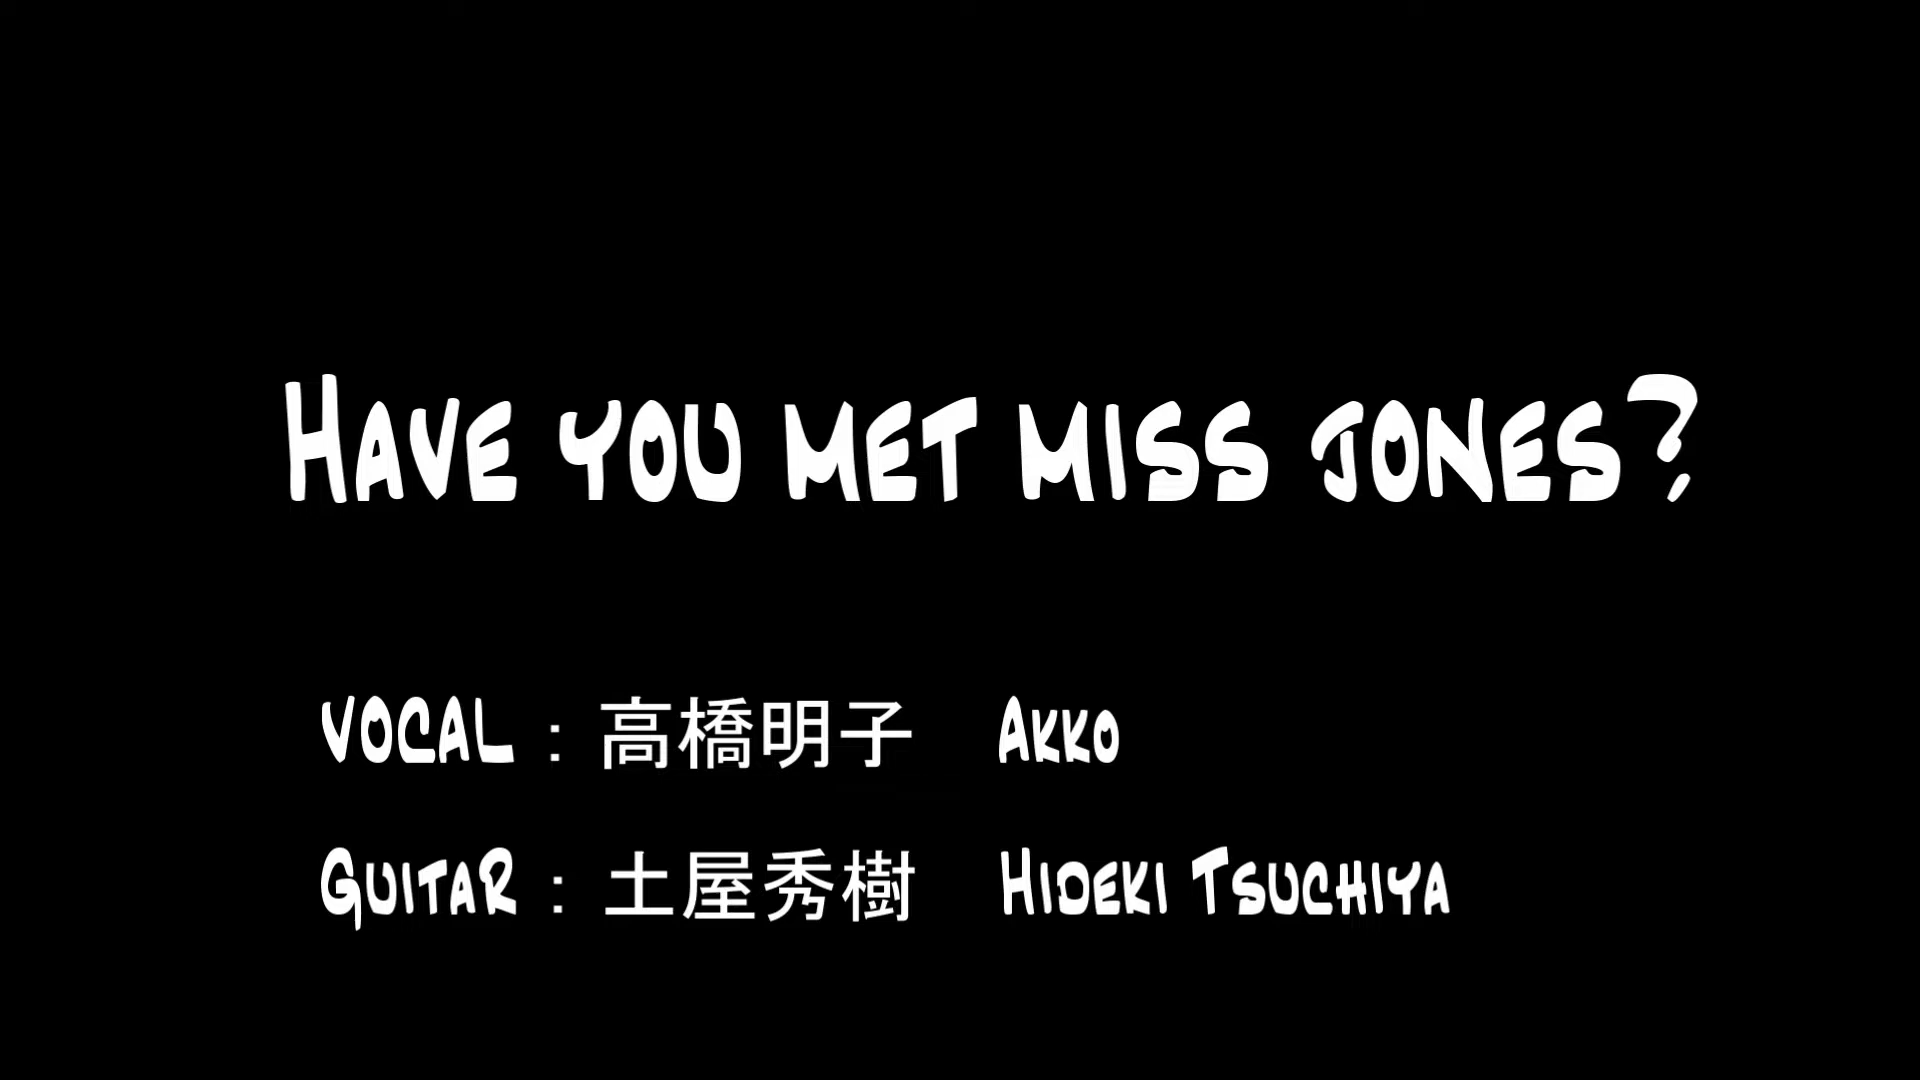 Have you met miss jones?
VOCAL : 高橋明子 Akko
Guitar : 土屋秀樹 Hideki Tsuchiya